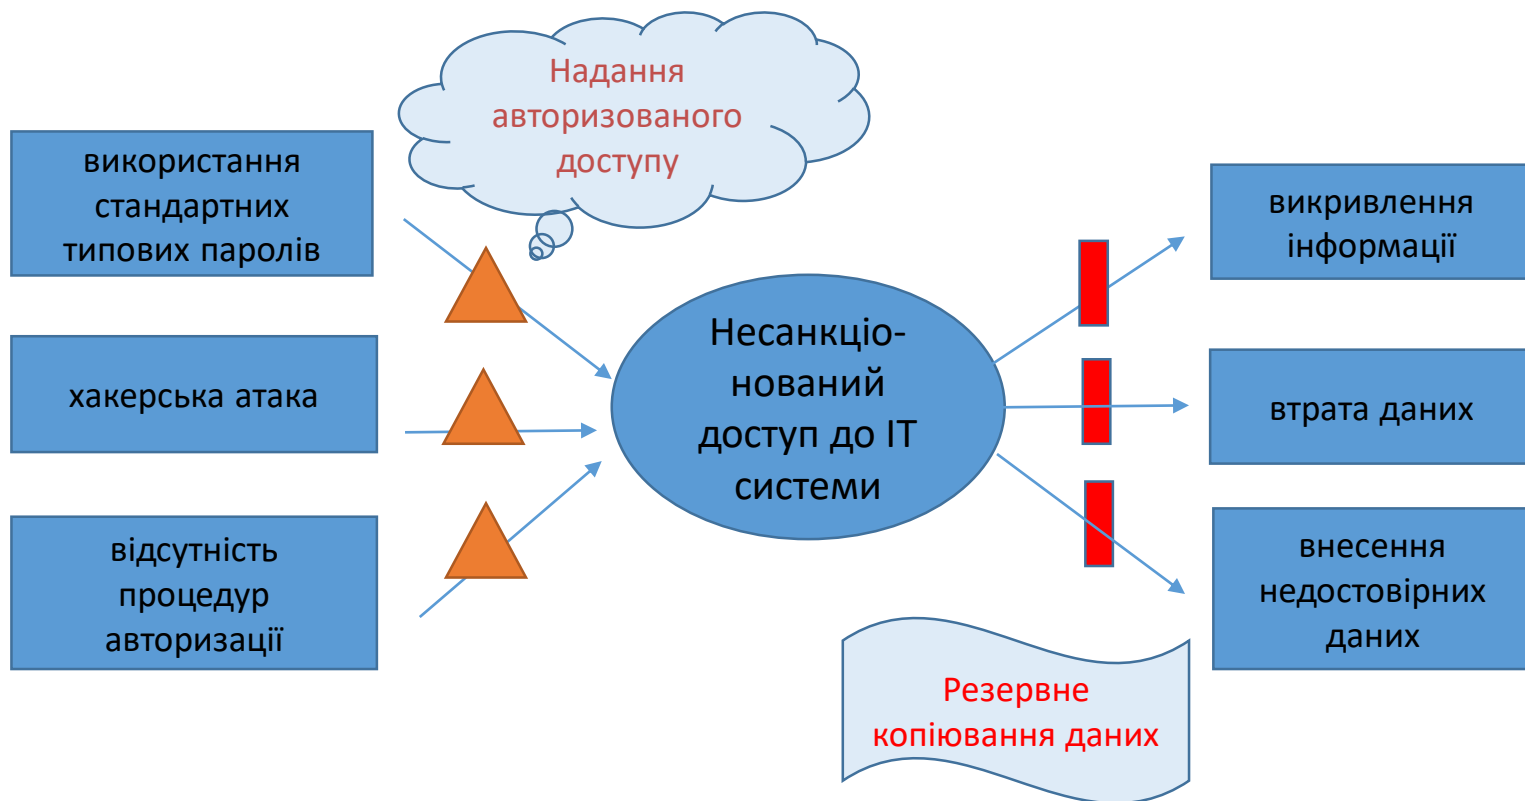 Надання
авторизованого
доступу
використання
стандартних
типових паролів
хакерська атака
відсутність
процедур
авторизації
Несанкціо-
нований
доступ до ІТ
системи
викривлення
інформації
втрата даних
внесення
недостовірних
даних
Резервне
копіювання даних